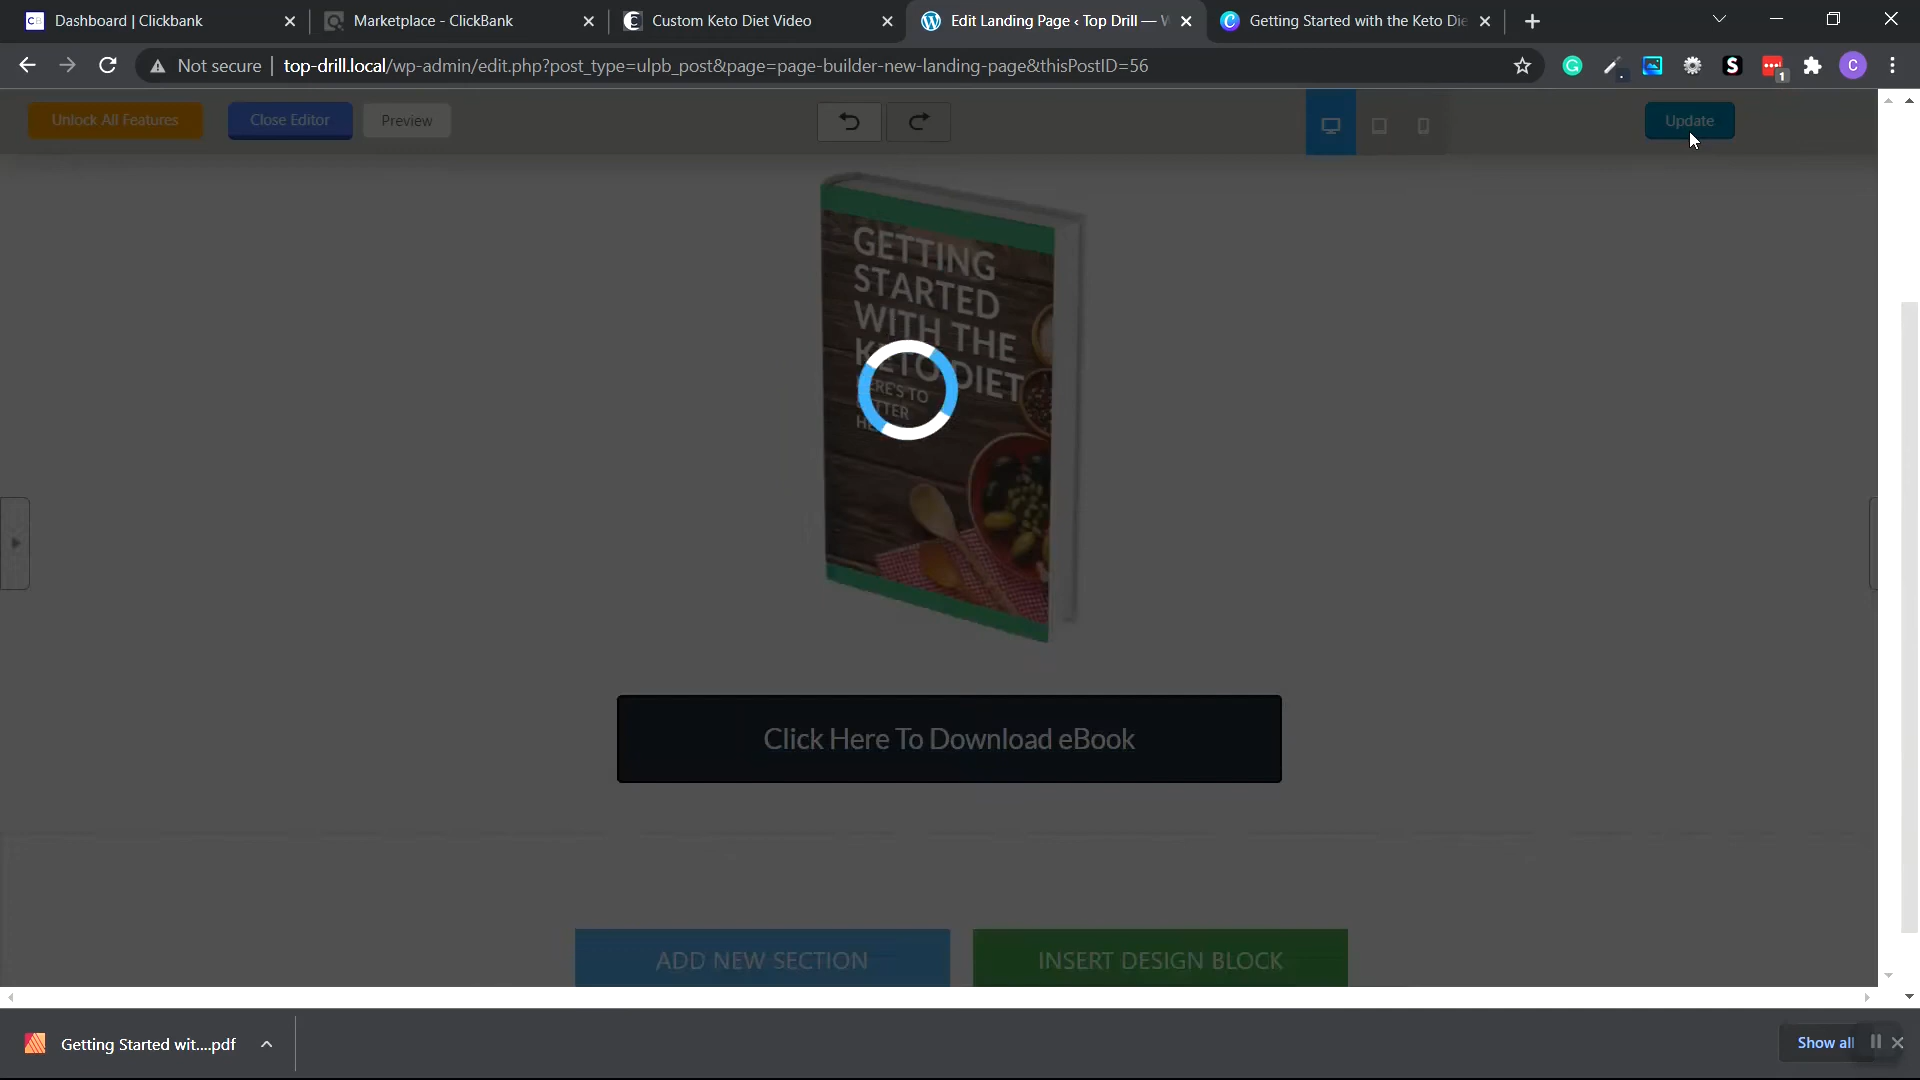 Dashboard | Clickbank
Marketplace - ClickBank
Custom Keto Diet Video
Edit Landing Page ‹ Top Drill —
Getting Started with the Keto Die
Not secure
top-drill.local/wp-admin/edit.php?post_type=ulpb_post&page=page-builder-new-landing-page&thisPostID=56
1
C
Unlock All Features
Close Editor
Preview
Update
GETTING
STARTED
WITH THE
KETO DIET
Click Here To Download eBook
ADD NEW SECTION
INSERT DESIGN BLOCK
Getting Started wit....pdf
Show all